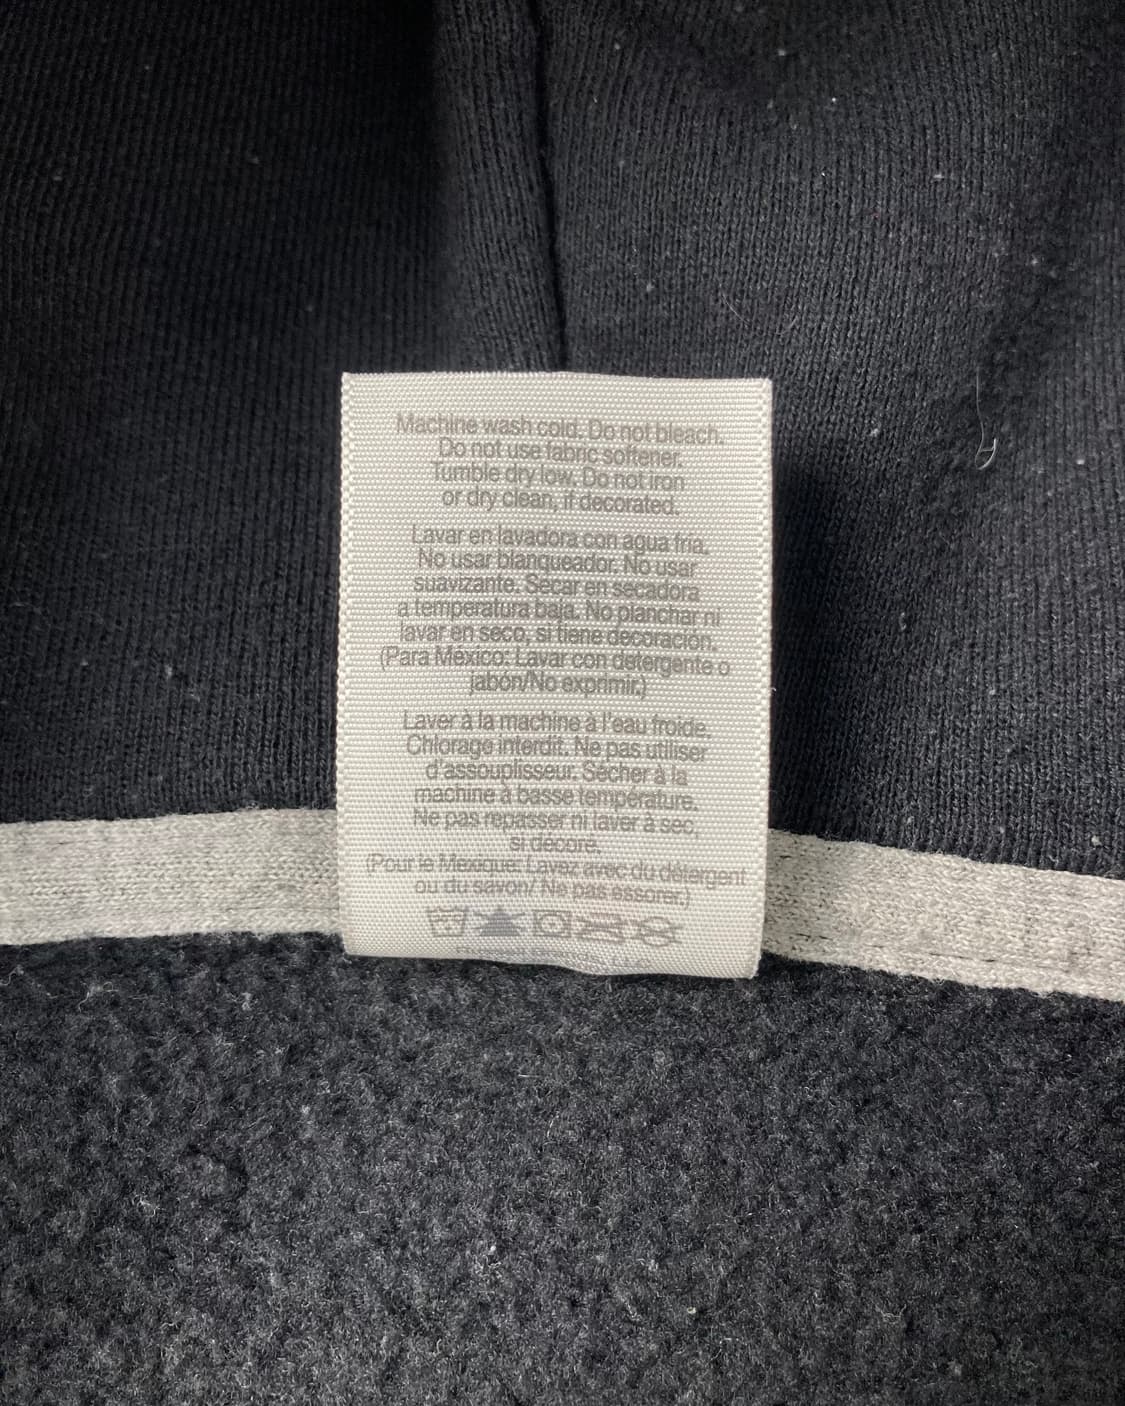 Machine wash cold. Do not bleach.
Do not use fabric softener.
Tumble dry low. Do not iron
or dry clean, if decorated.
Lavar en lavadora con agua fría.
No usar blanqueador. No usar
suavizante. Secar en secadora
a temperatura baja. No planchar ni
lavar en seco, si tiene decoración.
(Para México: Lavar con detergente o
jabón/No exprimir.)
Laver à la machine à l'eau froide.
Chlorage interdit. Ne pas utiliser
d'assouplisseur. Sécher à la
machine à basse température.
Ne pas repasser ni laver à sec,
si décoré.
(Pour le Mexique: Lavez avec du détergent
ou du savon/ Ne pas essorer.)